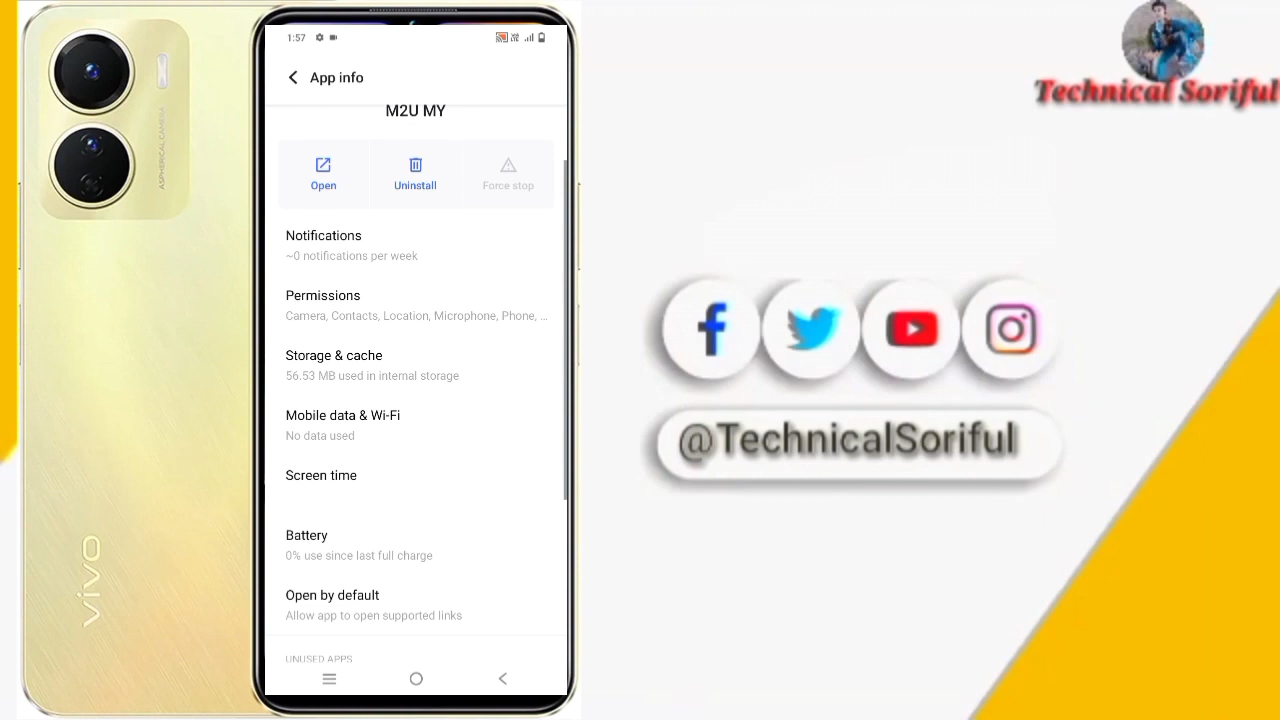 Technical Soriful
ASPHERICAL CAMERA
vivo
1:57
App info
M2U MY
Open
Uninstall
Force stop
Notifications
~0 notifications per week
Permissions
Camera, Contacts, Location, Microphone, Phone, ...
Storage & cache
56.53 MB used in internal storage
Mobile data & Wi-Fi
No data used
Screen time
Battery
0% use since last full charge
Open by default
Allow app to open supported links
UNUSED APPS
@TechnicalSoriful